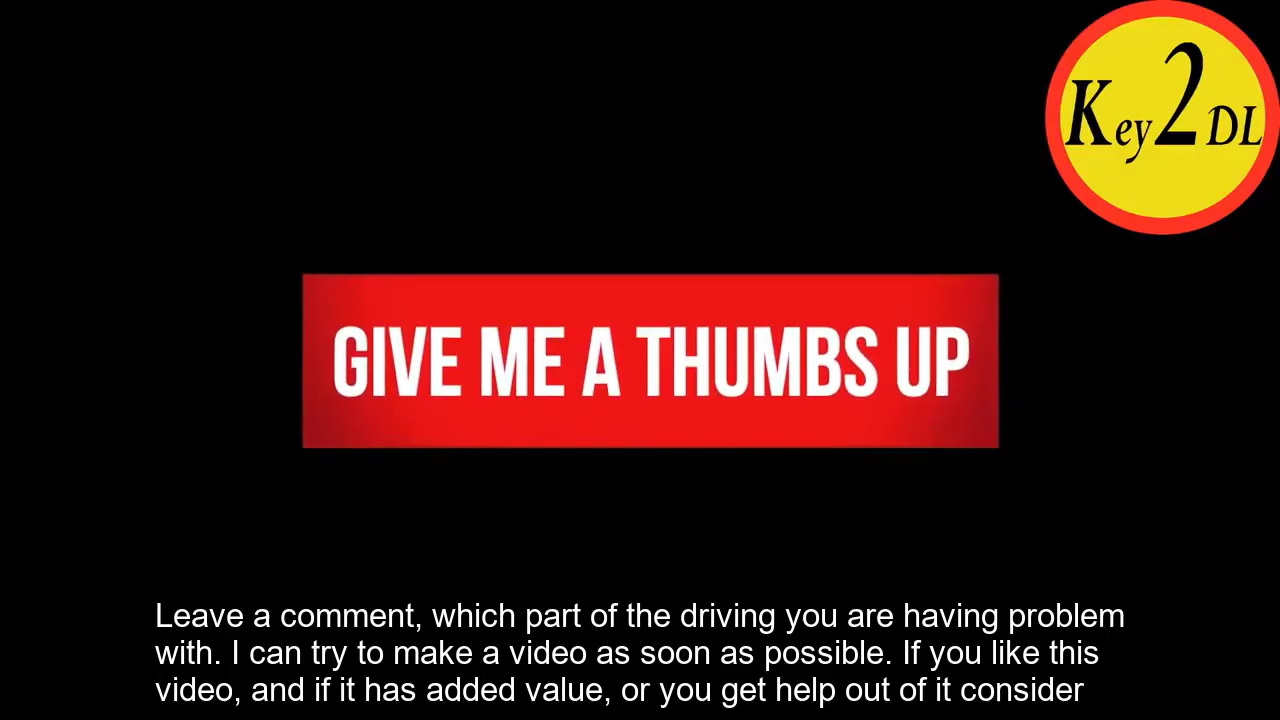 Key2DL
GIVE ME A THUMBS UP
Leave a comment, which part of the driving you are having problem
with. I can try to make a video as soon as possible. If you like this
video, and if it has added value, or you get help out of it consider